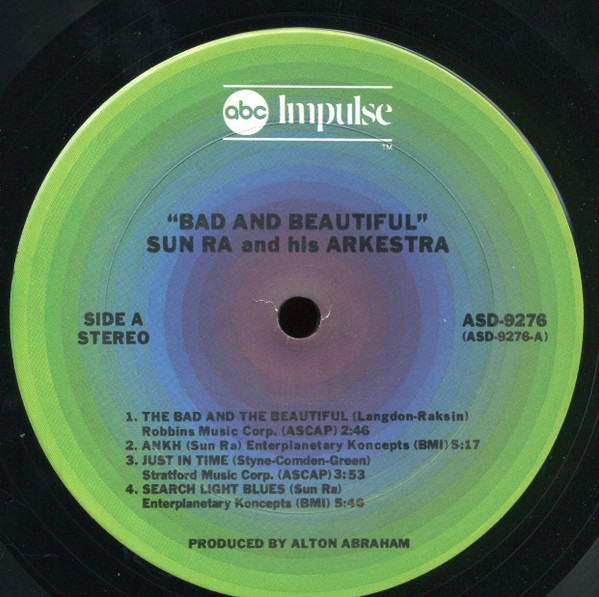 abc Impulse
TM
“BAD AND BEAUTIFUL”
SUN RA and his ARKESTRA
SIDE A
STEREO
ASD-9276
(ASD-9276-A)
1. THE BAD AND THE BEAUTIFUL (Langdon-Raksin)
Robbins Music Corp. (ASCAP) 2:46
2. ANKH (Sun Ra) Enterplanetary Koncepts (BMI) 5:17
3. JUST IN TIME (Styne-Comden-Green)
Stratford Music Corp. (ASCAP) 3:53
4. SEARCH LIGHT BLUES (Sun Ra)
Enterplanetary Koncepts (BMI) 5:46
PRODUCED BY ALTON ABRAHAM